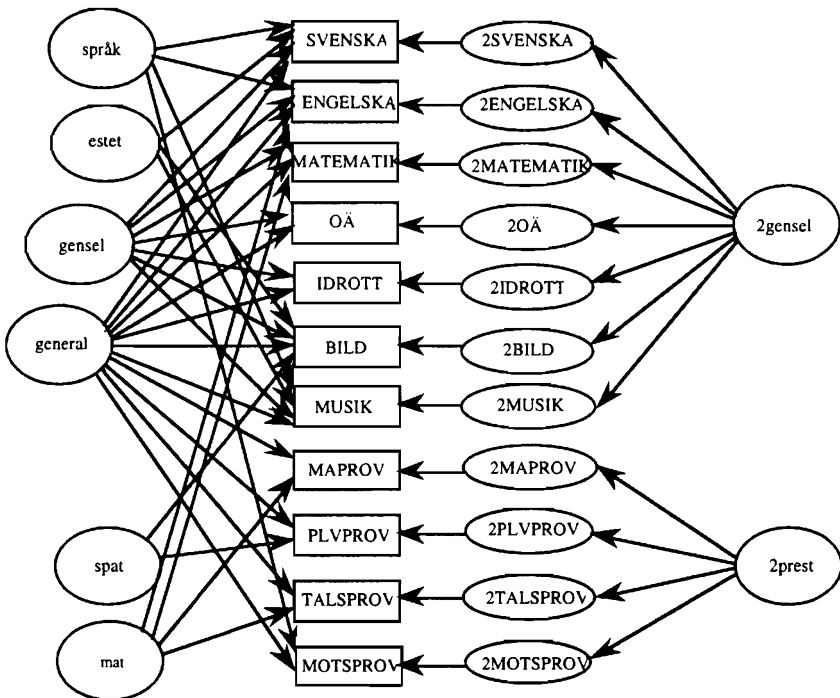 språk
estet
gensel
general
spat
mat
SVENSKA
ENGELSKA
MATEMATIK
OÄ
IDROTT
BILD
MUSIK
MAPROV
PLVPROV
TALSPROV
MOTSPROV
2SVENSKA
2ENGELSKA
2MATEMATIK
2OÄ
2IDROTT
2BILD
2MUSIK
2MAPROV
2PLVPROV
2TALSPROV
2MOTSPROV
2gensel
2prest